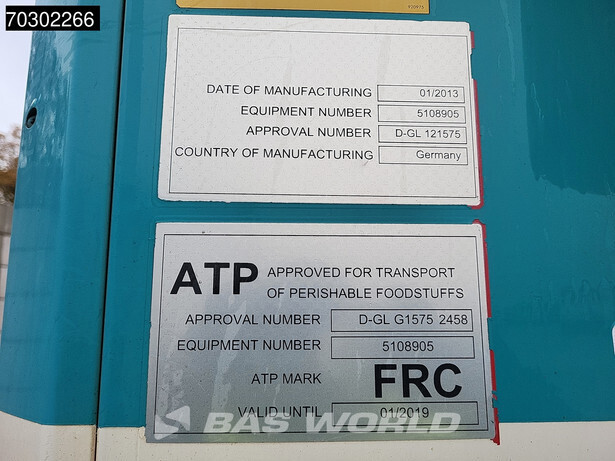 70302266
DATE OF MANUFACTURING 01/2013
EQUIPMENT NUMBER 5108905
APPROVAL NUMBER D-GL 121575
COUNTRY OF MANUFACTURING Germany
ATP APPROVED FOR TRANSPORT
OF PERISHABLE FOODSTUFFS
APPROVAL NUMBER D-GL G1575 2458
EQUIPMENT NUMBER 5108905
ATP MARK FRC
VALID UNTIL 01/2019
BAS WORLD